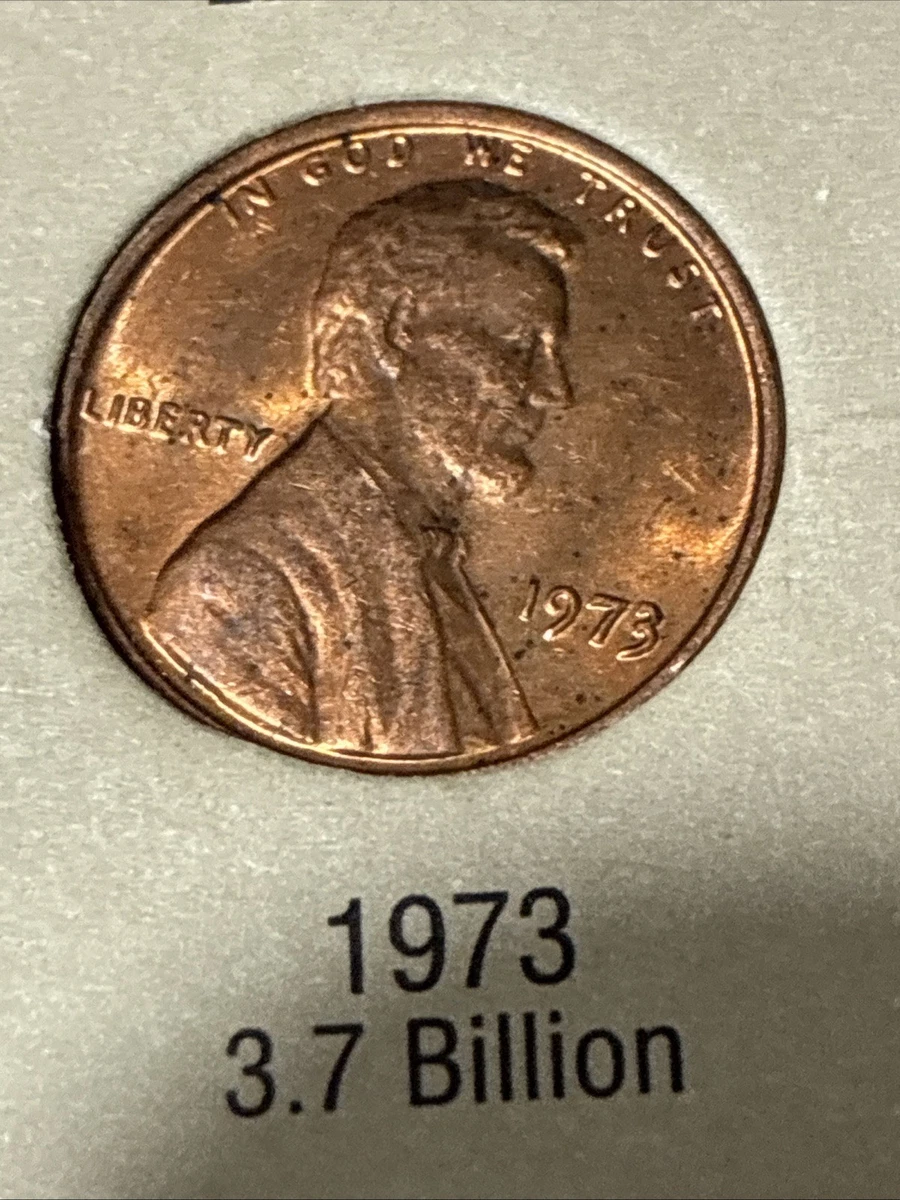 IN GOD WE TRUST
LIBERTY
1973
1973
3.7 Billion